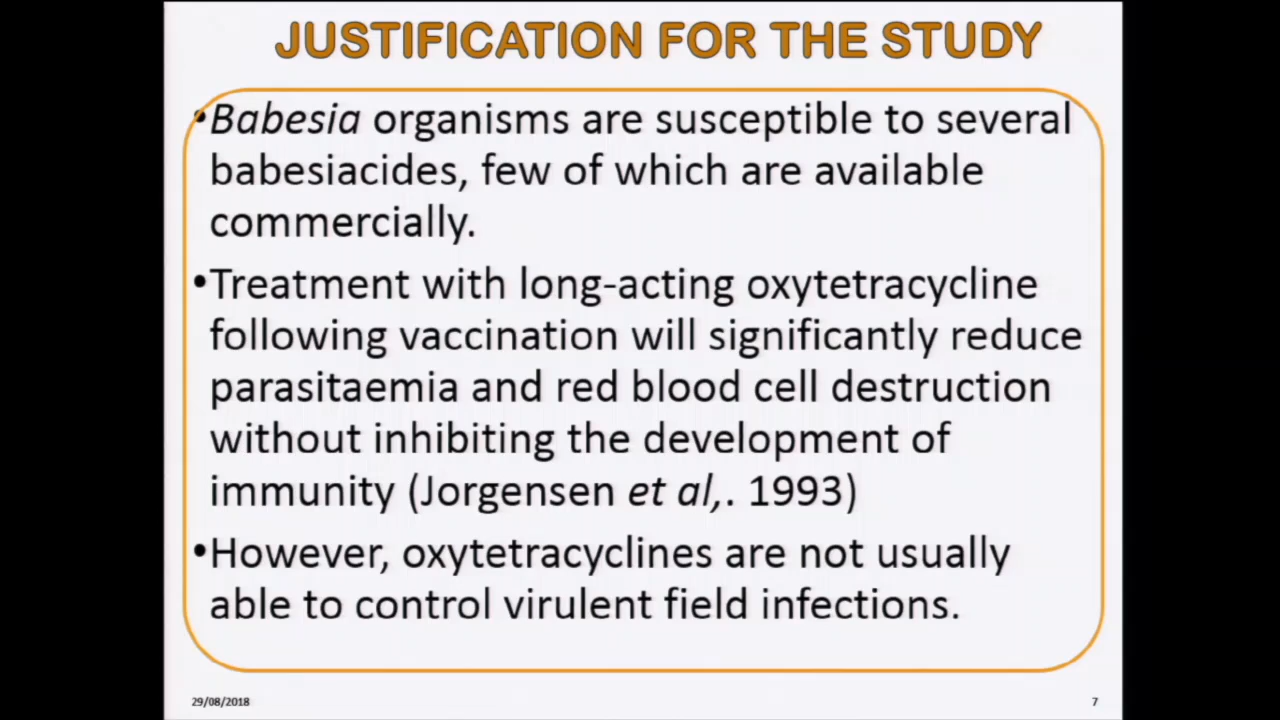 JUSTIFICATION FOR THE STUDY
•Babesia organisms are susceptible to several
babesiacides, few of which are available
commercially.
•Treatment with long-acting oxytetracycline
following vaccination will significantly reduce
parasitaemia and red blood cell destruction
without inhibiting the development of
immunity (Jorgensen et al,. 1993)
•However, oxytetracyclines are not usually
able to control virulent field infections.
29/08/2018
7